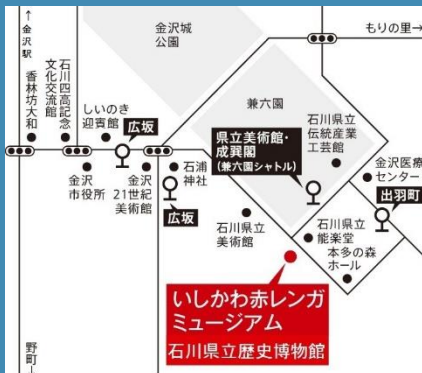 ↑金沢駅
金沢城
公園
もりの里→
香林坊大和
石川四高記念
文化交流館
しいのき
迎賓館
広坂
兼六園
県立美術館・
成巽閣
(兼六園シャトル)
石川県立
伝統産業
工芸館
金沢医療
センター
出羽町
金沢
市役所
金沢
21世紀
美術館
石浦
神社
広坂
石川県立
美術館
石川県立
能楽堂
本多の森
ホール
いしかわ赤レンガ
ミュージアム
石川県立歴史博物館
野町→